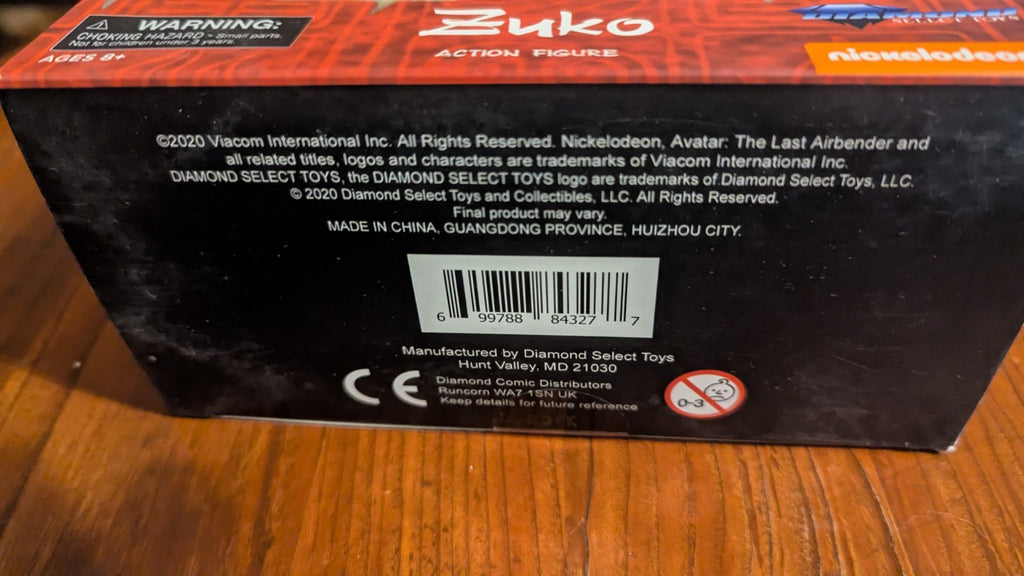 WARNING:
CHOKING HAZARD - Small parts.
Not for children under 3 years.
AGES 8+
Zuko
ACTION FIGURE
DIAMOND
SELECT TOYS
nickelodeon
©2020 Viacom International Inc. All Rights Reserved. Nickelodeon, Avatar: The Last Airbender and
all related titles, logos and characters are trademarks of Viacom International Inc.
DIAMOND SELECT TOYS, the DIAMOND SELECT TOYS logo are trademarks of Diamond Select Toys, LLC.
© 2020 Diamond Select Toys and Collectibles, LLC. All Rights Reserved.
Final product may vary.
MADE IN CHINA, GUANGDONG PROVINCE, HUIZHOU CITY.
6 99788 84327 7
Manufactured by Diamond Select Toys
Hunt Valley, MD 21030
CE
Diamond Comic Distributors
Runcorn WA7 1SN UK
Keep details for future reference
0-3